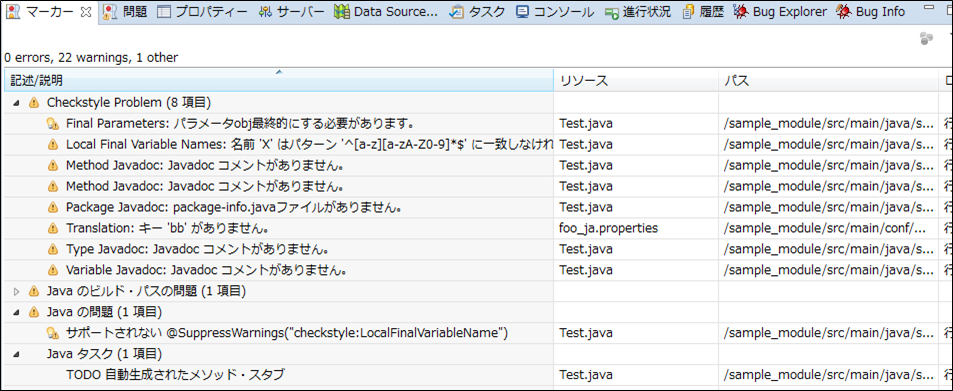 マーカー 問題 プロパティー サーバー Data Source... タスク コンソール 進行状況 履歴 Bug Explorer Bug Info
0 errors, 22 warnings, 1 other
記述/説明 リソース パス
Checkstyle Problem (8 項目)
Final Parameters: パラメータobj最終的にする必要があります。 Test.java /sample_module/src/main/java/s... 行
Local Final Variable Names: 名前 'X' はパターン '^[a-z][a-zA-Z0-9]*$' に一致しなけれ Test.java /sample_module/src/main/java/s... 行
Method Javadoc: Javadoc コメントがありません。 Test.java /sample_module/src/main/java/s... 行
Method Javadoc: Javadoc コメントがありません。 Test.java /sample_module/src/main/java/s... 行
Package Javadoc: package-info.javaファイルがありません。 Test.java /sample_module/src/main/java/s... 行
Translation: キー 'bb' がありません。 foo_ja.properties /sample_module/src/main/conf/... 行
Type Javadoc: Javadoc コメントがありません。 Test.java /sample_module/src/main/java/s... 行
Variable Javadoc: Javadoc コメントがありません。 Test.java /sample_module/src/main/java/s... 行
Java のビルド・パスの問題 (1 項目)
Java の問題 (1 項目)
サポートされない @SuppressWarnings("checkstyle:LocalFinalVariableName") Test.java /sample_module/src/main/java/s... 行
Java タスク (1 項目)
TODO 自動生成されたメソッド・スタブ Test.java /sample_module/src/main/java/s... 行